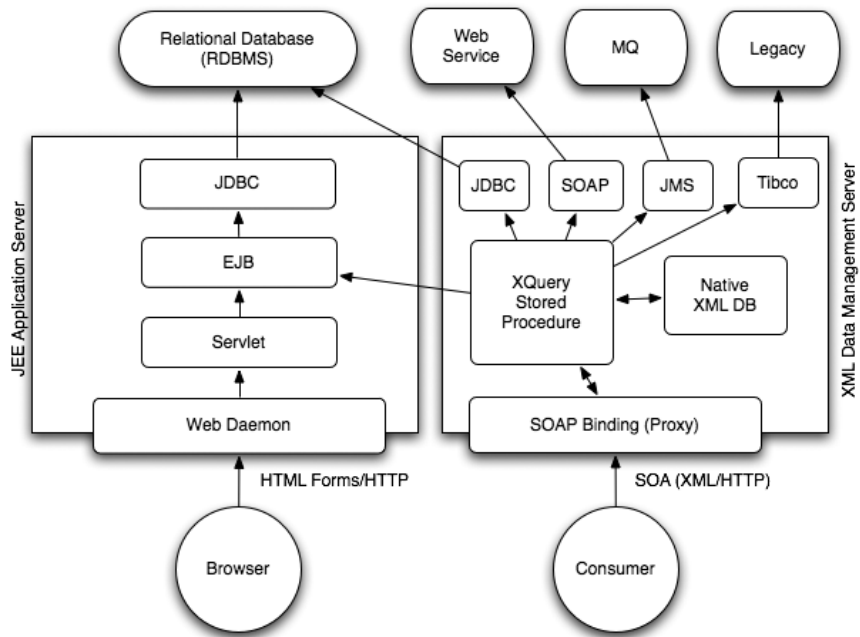 Relational Database
(RDBMS)
Web
Service
MQ
Legacy
JEE Application Server
JDBC
EJB
Servlet
Web Daemon
JDBC
SOAP
JMS
Tibco
XQuery
Stored
Procedure
Native
XML DB
XML Data Management Server
SOAP Binding (Proxy)
HTML Forms/HTTP
SOA (XML/HTTP)
Browser
Consumer